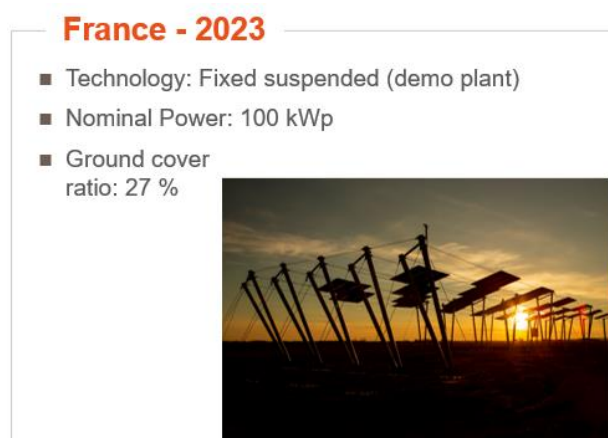 France - 2023
■ Technology: Fixed suspended (demo plant)
■ Nominal Power: 100 kWp
■ Ground cover
ratio: 27 %